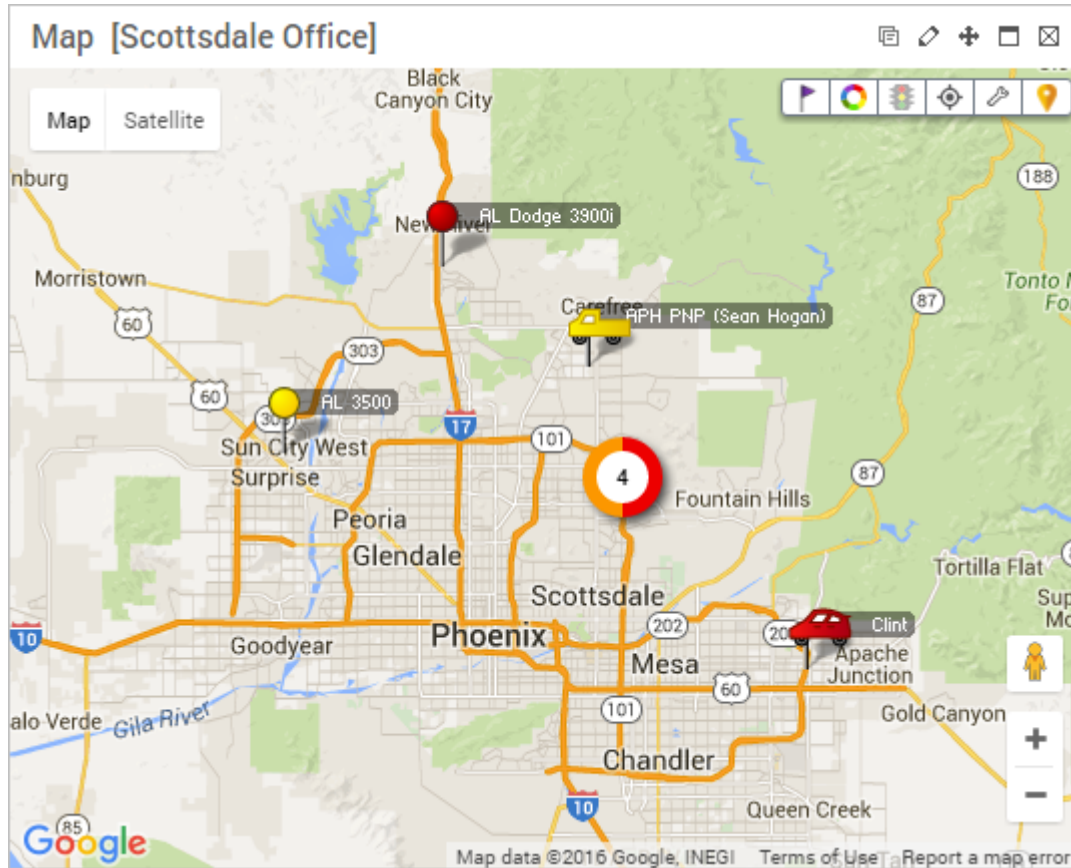 Map [Scottsdale Office]
Map
Satellite
Black
Canyon City
nburg
188
New River
AL Dodge 3900i
Morristown
Tonto
87
60
Carefree
APH PNP (Sean Hogan)
303
60
AL 3500
17
101
Sun City West
4
87
Surprise
Fountain Hills
Peoria
Glendale
Tortilla Flat
Scottsdale
202
Clint
10
Phoenix
Goodyear
Mesa
Apache
Junction
60
101
alo Verde
Gila River
Gold Canyon
Chandler
10
Queen Creek
85
Google
Map data ©2016 Google, INEGI
Terms of Use
Report a map error